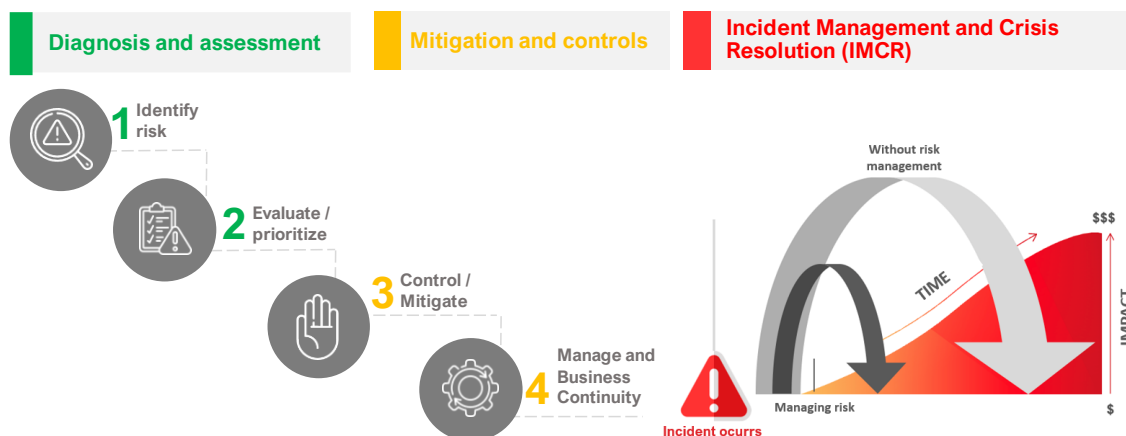 Diagnosis and assessment
Mitigation and controls
Incident Management and Crisis
Resolution (IMCR)
1
Identify
risk
2
Evaluate /
prioritize
3
Control /
Mitigate
4
Manage and
Business
Continuity
Without risk
management
$$$
TIME
IMPACT
$
Managing risk
Incident ocurrs